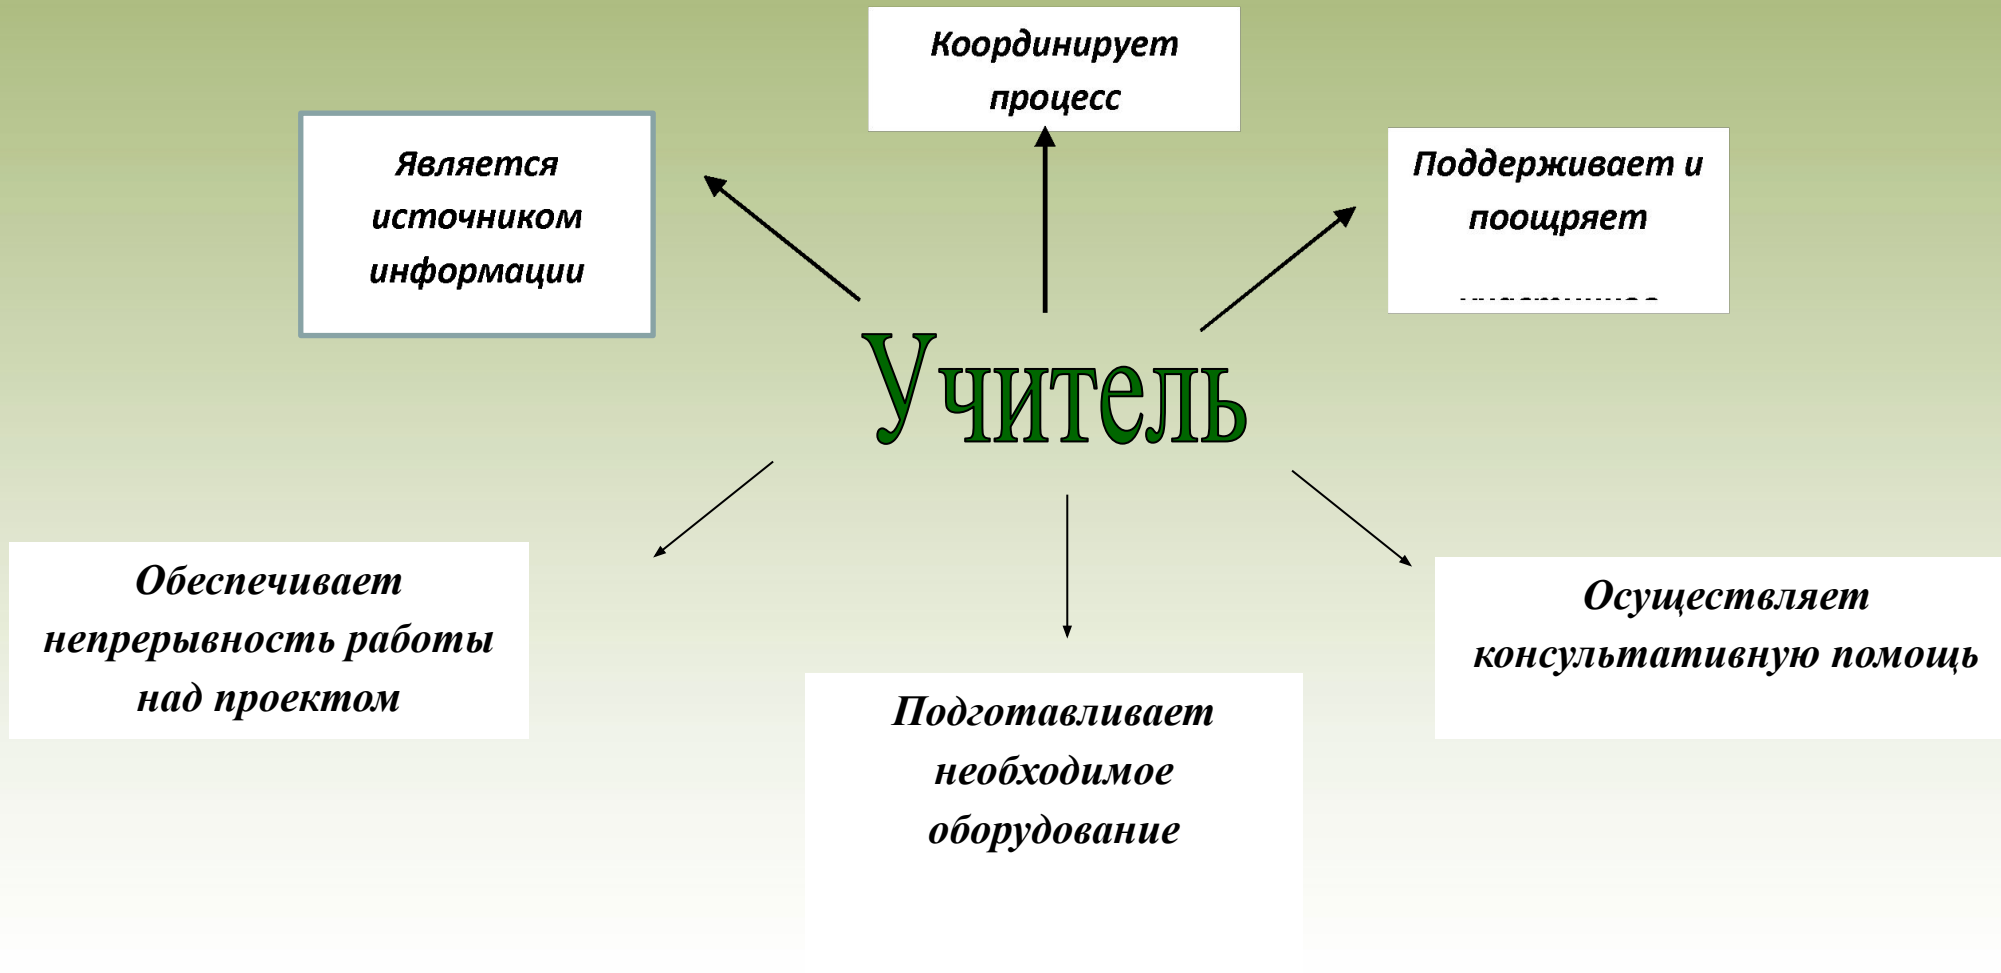 Координирует
процесс
Является
источником
информации
Поддерживает и
поощряет
Учитель
Обеспечивает
непрерывность работы
над проектом
Подготавливает
необходимое
оборудование
Осуществляет
консультативную помощь